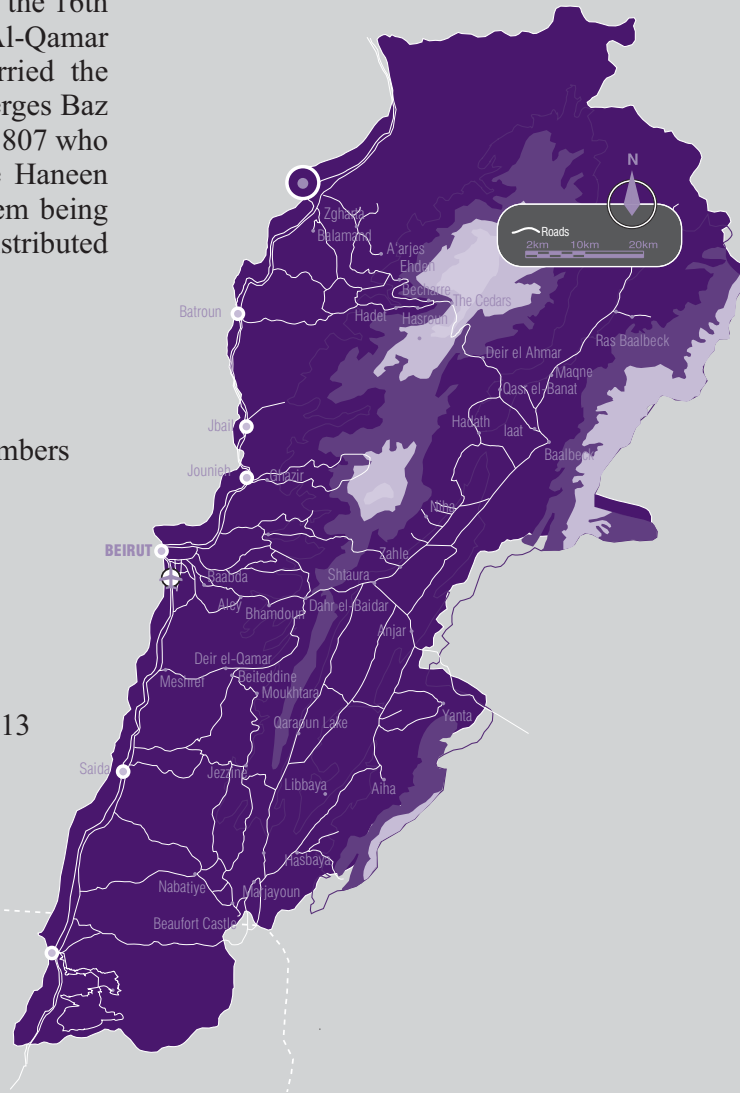 the 16th
Al-Qamar
rried the
erges Baz
807 who
Haneen
em being
stributed
mbers
13
N
Roads
2km 10km 20km
Zgharta
Balamand
A'arjes
Ehden
Becharre
The Cedars
Hadel
Hasroun
Batroun
Deir el Ahmar
Ras Baalbeck
Maqne
Qasr el-Banat
Hadath
Iaat
Baalbeck
Jbail
Jounieh
Ghazir
Niha
BEIRUT
Zahle
Baabda
Shtaura
Aley
Bhamdoun
Dahr el-Baidar
Anjar
Deir el-Qamar
Beiteddine
Meshref
Moukhtara
Qaraoun Lake
Yanta
Saida
Jezzine
Libbaya
Aiha
Hasbaya
Nabatiye
Marjayoun
Beaufort Castle